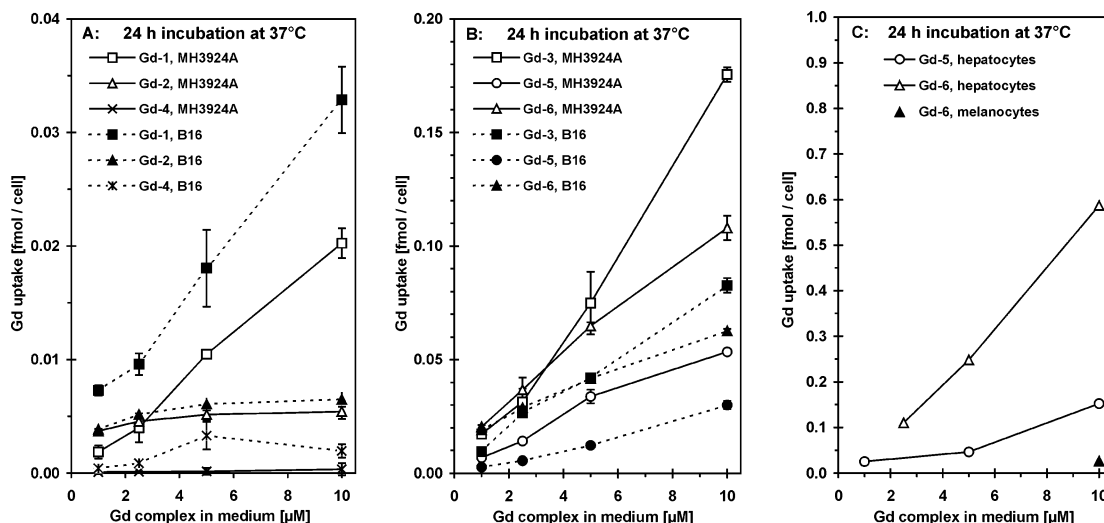 A: 24 h incubation at 37°C
Gd-1, MH3924A
Gd-2, MH3924A
Gd-4, MH3924A
Gd-1, B16
Gd-2, B16
Gd-4, B16
Gd uptake [fmol / cell]
0.04
0.03
0.02
0.01
0.00
0 2 4 6 8 10
Gd complex in medium [µM]
B: 24 h incubation at 37°C
Gd-3, MH3924A
Gd-5, MH3924A
Gd-6, MH3924A
Gd-3, B16
Gd-5, B16
Gd-6, B16
Gd uptake [fmol / cell]
0.20
0.15
0.10
0.05
0.00
0 2 4 6 8 10
Gd complex in medium [µM]
C: 24 h incubation at 37°C
Gd-5, hepatocytes
Gd-6, hepatocytes
Gd-6, melanocytes
Gd uptake [fmol / cell]
1.0
0.9
0.8
0.7
0.6
0.5
0.4
0.3
0.2
0.1
0.0
0 2 4 6 8 10
Gd complex in medium [µM]